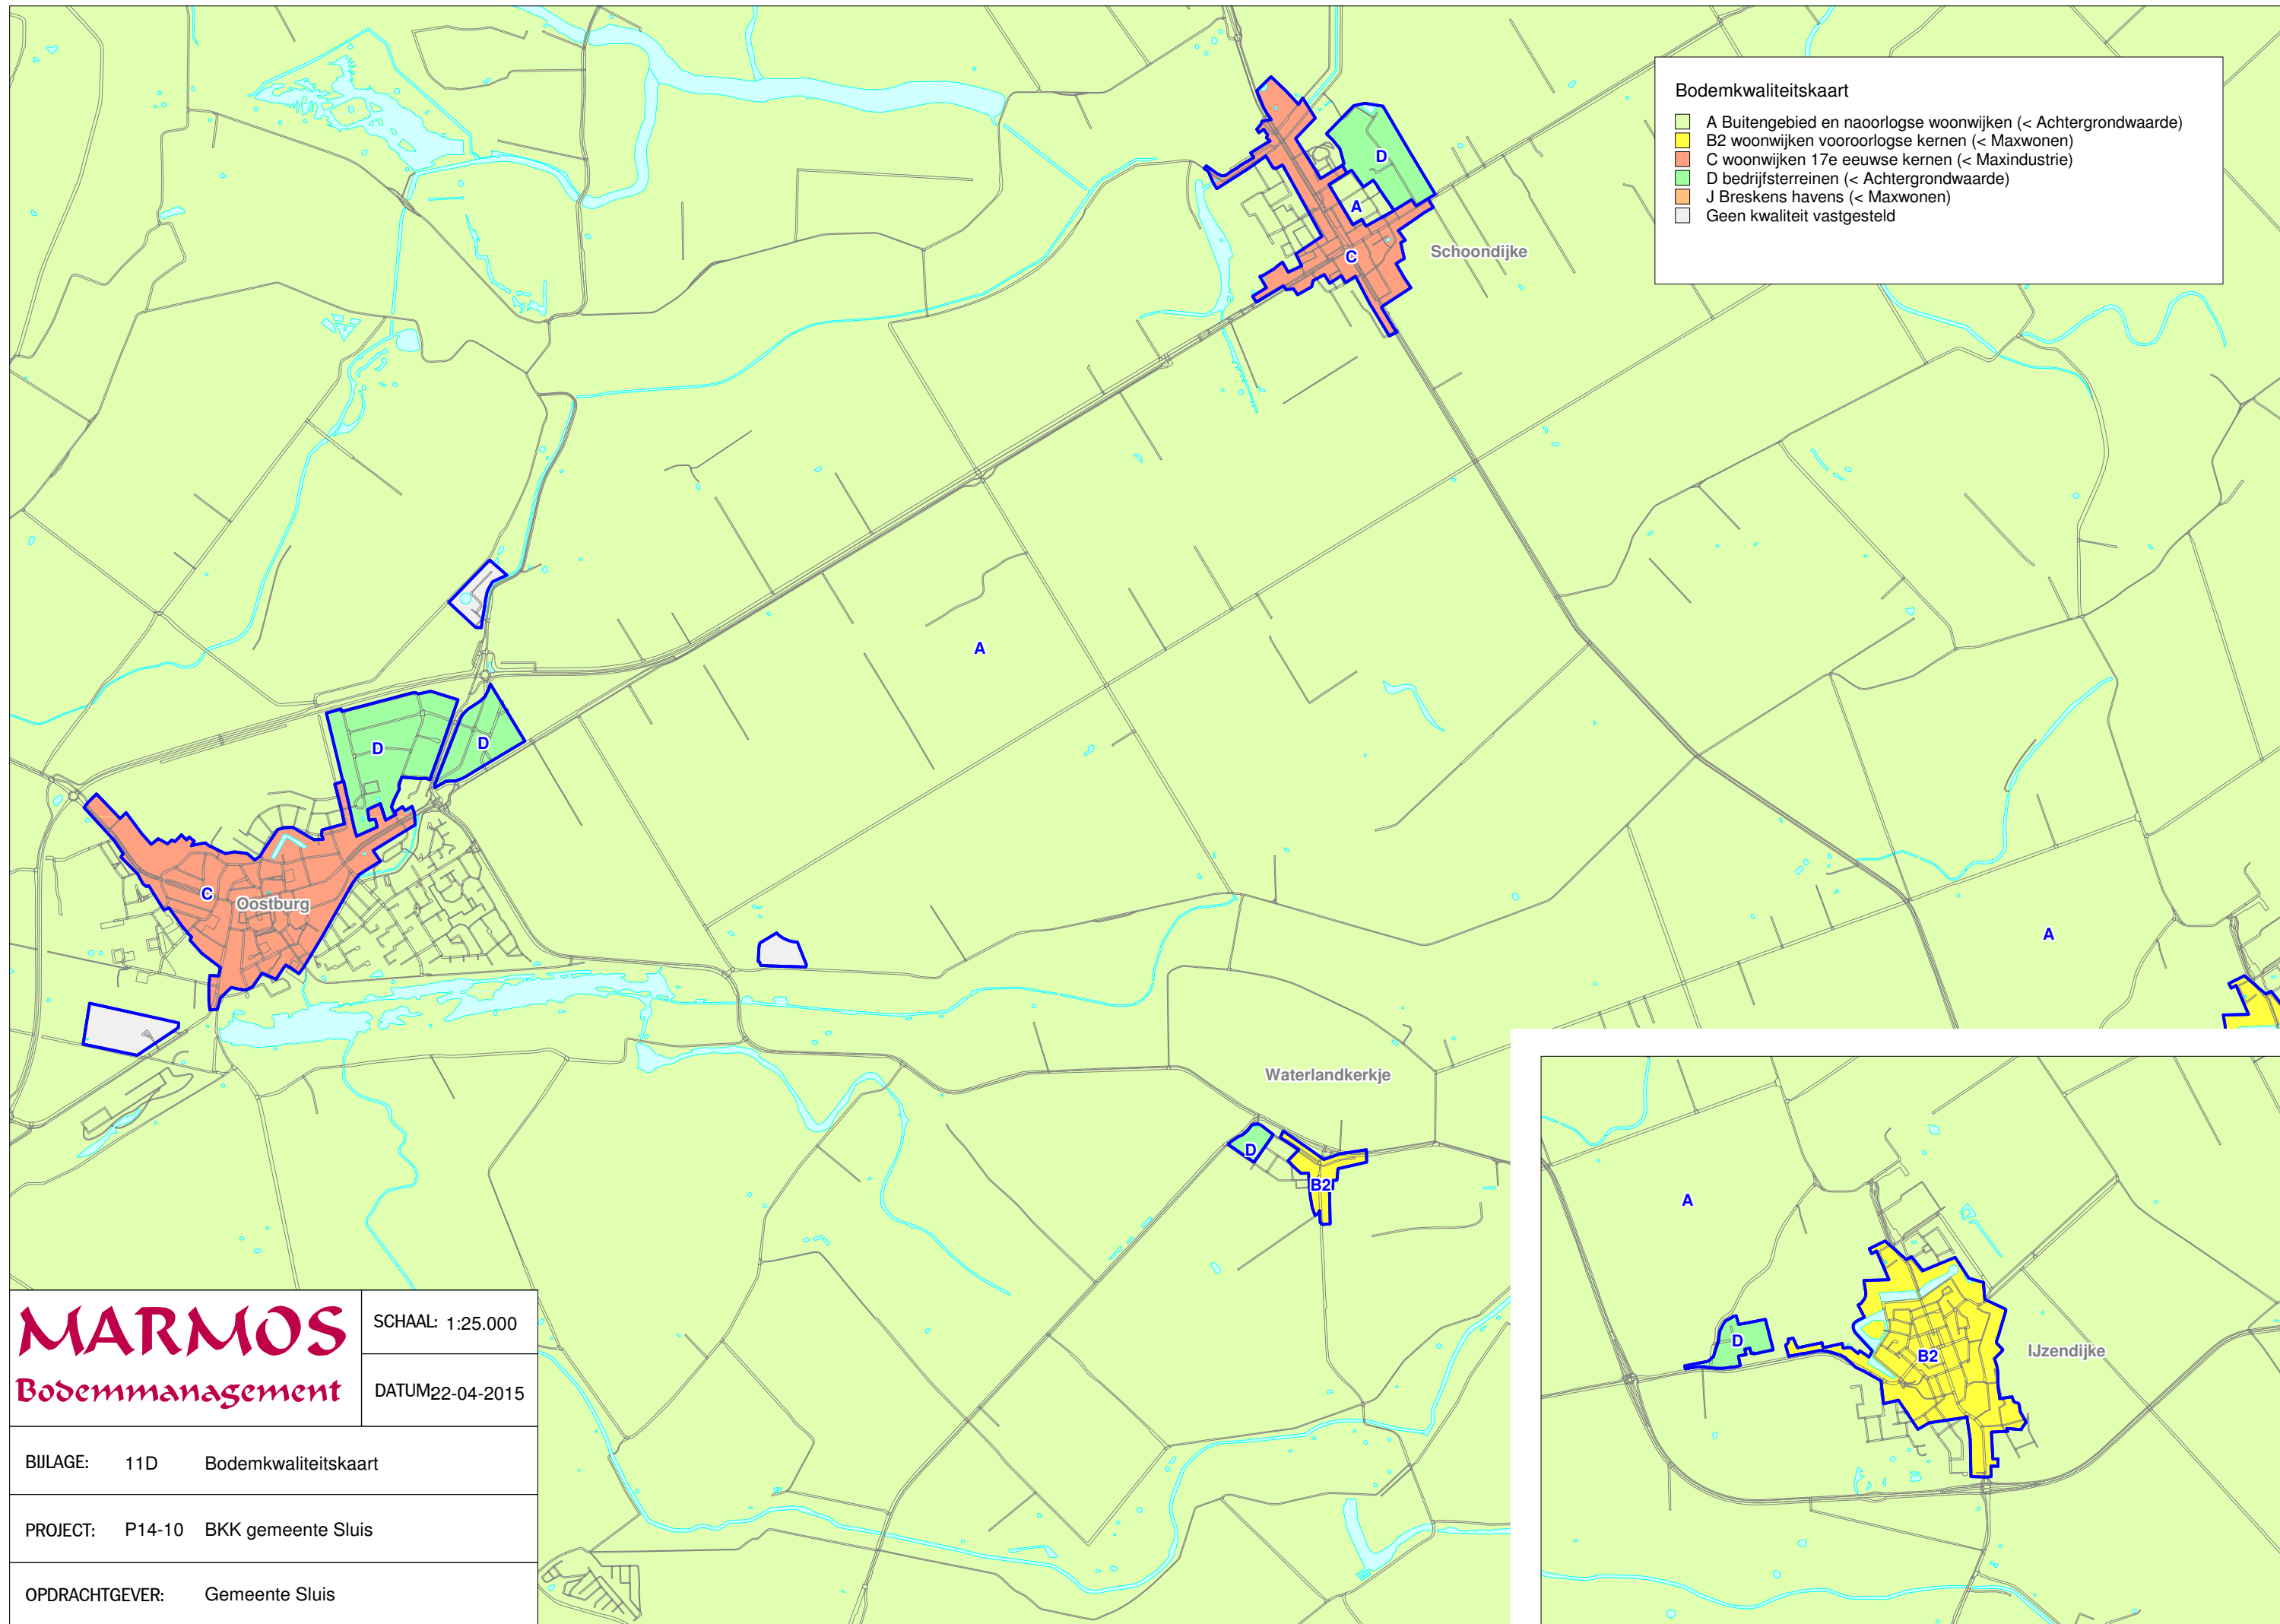 Bodemkwaliteitskaart
A Buitengebied en naoorlogse woonwijken (< Achtergrondwaarde)
B2 woonwijken vooroorlogse kernen (< Maxwonen)
C woonwijken 17e eeuwse kernen (< Maxindustrie)
D bedrijfsterreinen (< Achtergrondwaarde)
J Breskens havens (< Maxwonen)
Geen kwaliteit vastgesteld
D
A
Schoondijke
C
A
D
D
C
Oostburg
A
Waterlandkerkje
D
B2
A
D
B2
IJzendijke
MARMOS
Bodemmanagement
SCHAAL: 1:25.000
DATUM22-04-2015
BIJLAGE: 11D Bodemkwaliteitskaart
PROJECT: P14-10 BKK gemeente Sluis
OPDRACHTGEVER: Gemeente Sluis